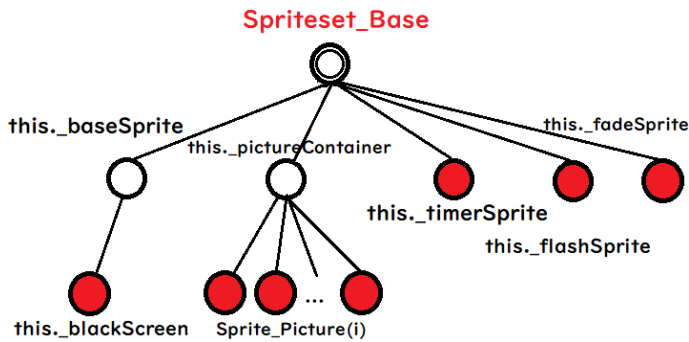 Spriteset_Base
this._baseSprite
this._fadeSprite
this._pictureContainer
this._timerSprite
this._flashSprite
...
this._blackScreen
Sprite_Picture(i)